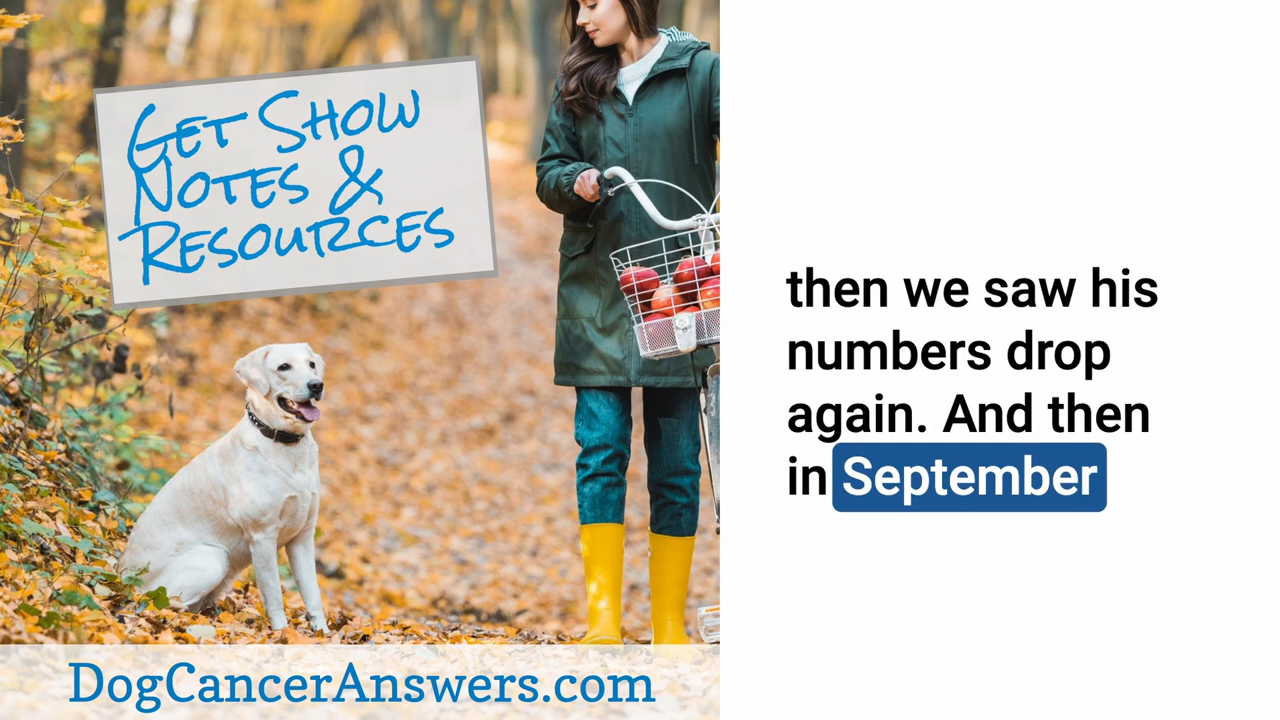 Get Show
Notes &
Resources
DogCancerAnswers.com
then we saw his
numbers drop
again. And then
in September